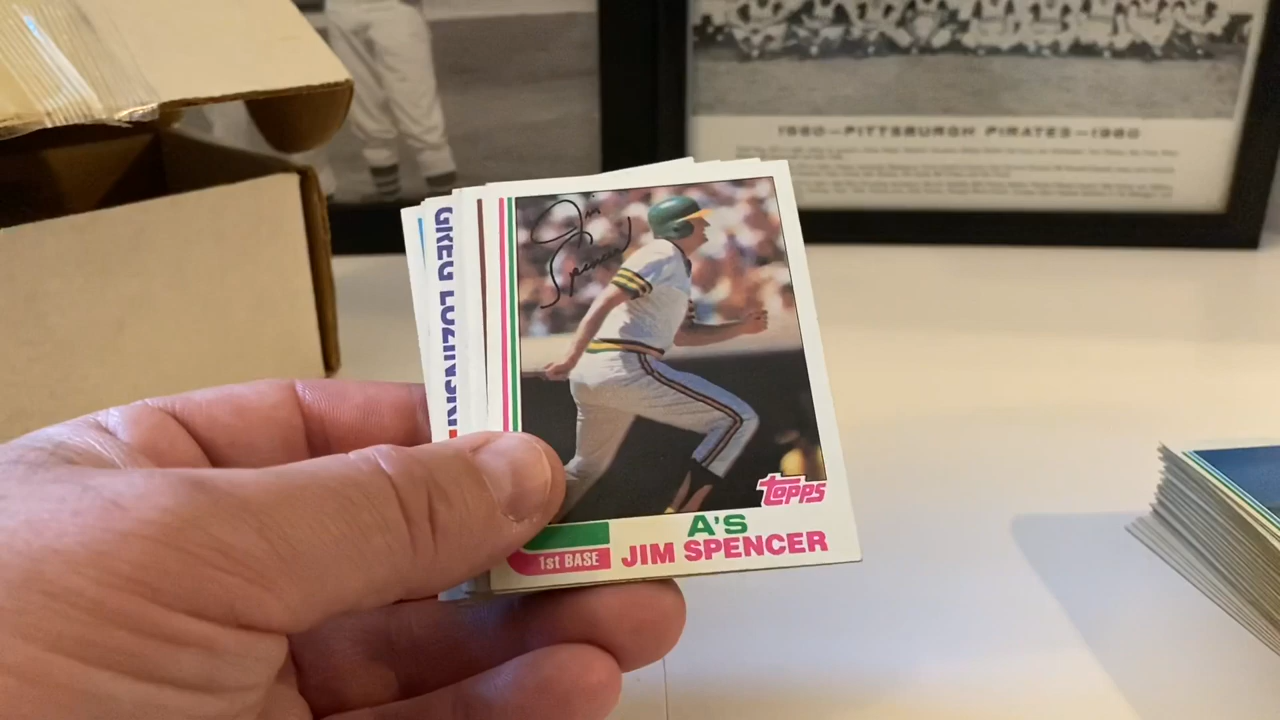 1960—PITTSBURGH PIRATES—1960
GREG LUZINSKI
Jim
Spencer
topps
A'S
1st BASE
JIM SPENCER